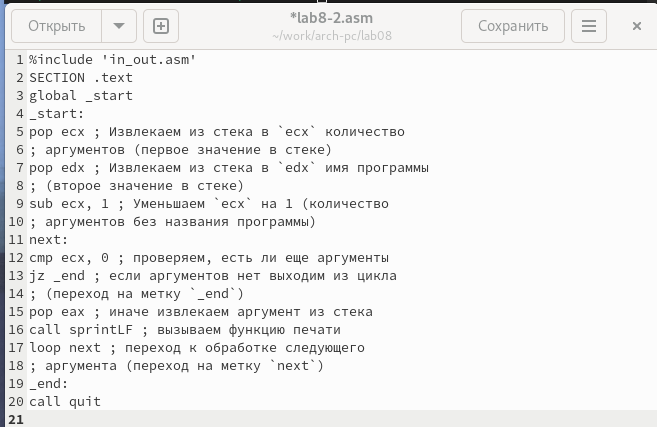 Открыть
*lab8-2.asm
~/work/arch-pc/lab08
Сохранить
1 %include 'in_out.asm'
2 SECTION .text
3 global _start
4 _start:
5 pop ecx ; Извлекаем из стека в `ecx` количество
6 ; аргументов (первое значение в стеке)
7 pop edx ; Извлекаем из стека в `edx` имя программы
8 ; (второе значение в стеке)
9 sub ecx, 1 ; Уменьшаем `ecx` на 1 (количество
10 ; аргументов без названия программы)
11 next:
12 cmp ecx, 0 ; проверяем, есть ли еще аргументы
13 jz _end ; если аргументов нет выходим из цикла
14 ; (переход на метку `_end`)
15 pop eax ; иначе извлекаем аргумент из стека
16 call sprintLF ; вызываем функцию печати
17 loop next ; переход к обработке следующего
18 ; аргумента (переход на метку `next`)
19 _end:
20 call quit
21